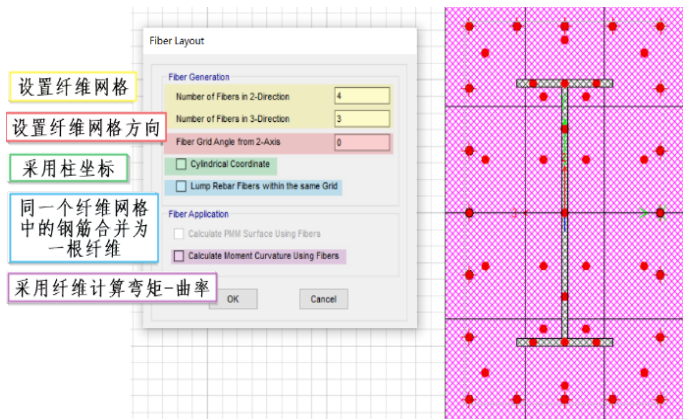 Fiber Layout
Fiber Generation
设置纤维网格
Number of Fibers in 2-Direction
4
Number of Fibers in 3-Direction
3
设置纤维网格方向
Fiber Grid Angle from 2-Axis
0
采用柱坐标
Cylindrical Coordinate
Lump Rebar Fibers within the same Grid
同一个纤维网格
中的钢筋合并为
一根纤维
Fiber Application
Calculate PMM Surface Using Fibers
Calculate Moment Curvature Using Fibers
采用纤维计算弯矩-曲率
OK
Cancel